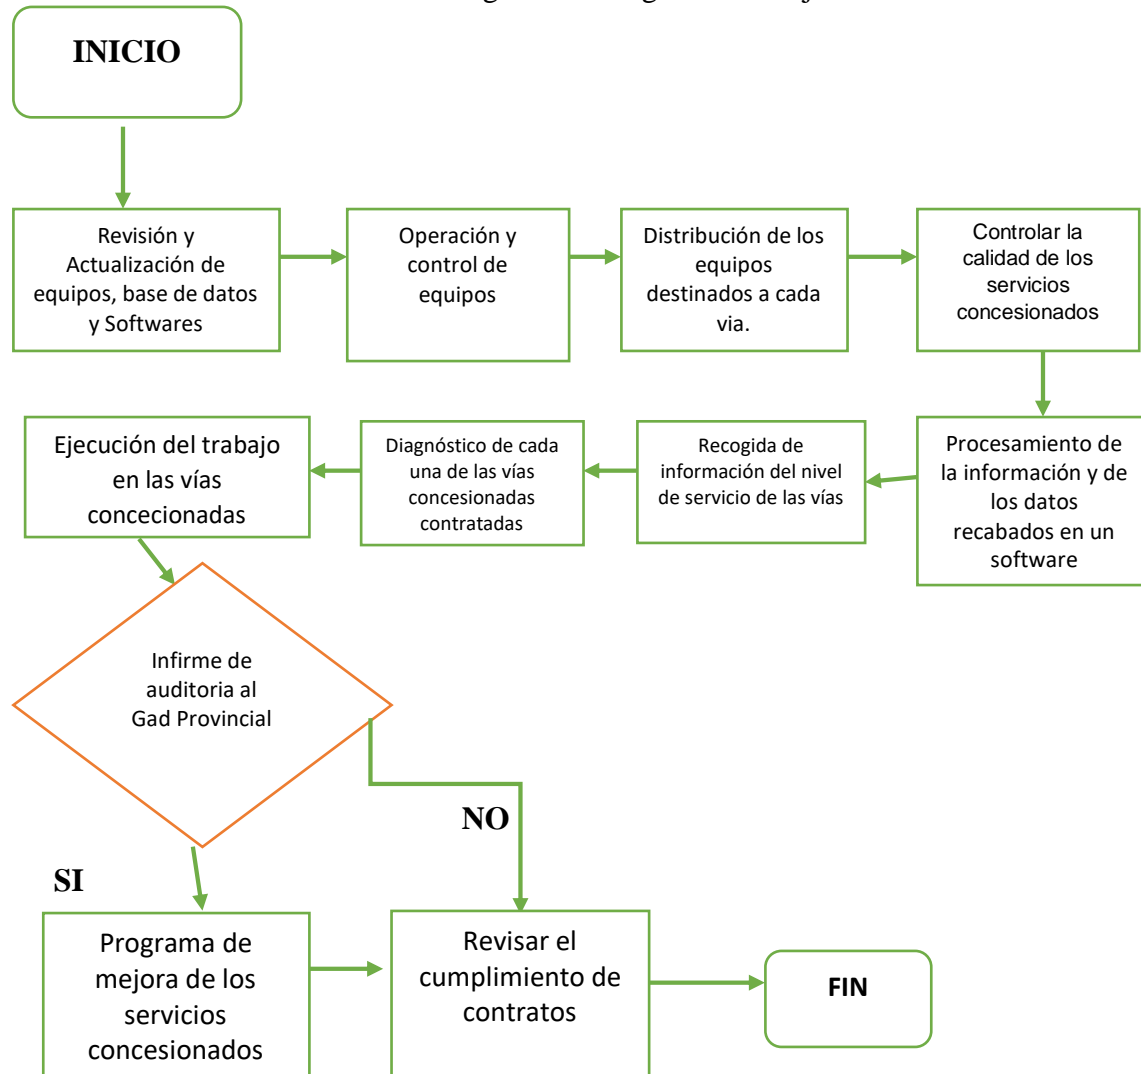 INICIO
Revisión y
Actualización de
equipos, base de datos
y Softwares
Operación y
control de
equipos
Distribución de los
equipos
destinados a cada
via.
Controlar la
calidad de los
servicios
concesionados
Procesamiento de
la información y de
los datos
recabados en un
software
Recogida de
información del nivel
de servicio de las vías
Diagnóstico de cada
una de las vías
concesionadas
contratadas
Ejecución del trabajo
en las vías
concecionadas
Infirme de
auditoria al
Gad Provincial
NO
SI
Programa de
mejora de los
servicios
concesionados
Revisar el
cumplimiento de
contratos
FIN